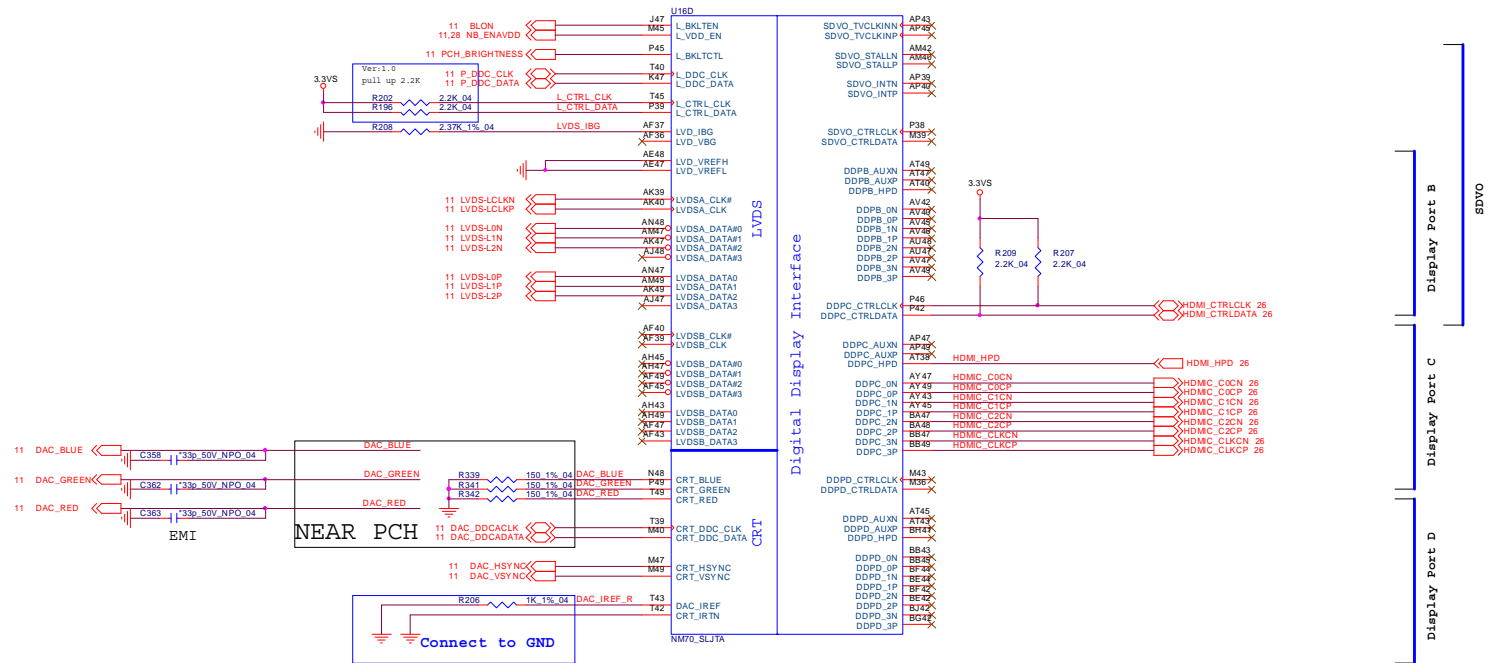 U16D
11 BLON
J47
L_BKLTEN
11,28 NB_ENAVDD
M45
L_VDD_EN
11 PCH_BRIGHTNESS
P45
L_BKLTCTL
Ver:1.0
pull up 2.2K
3.3VS
11 P_DDC_CLK
T40
L_DDC_CLK
11 P_DDC_DATA
K47
L_DDC_DATA
R202 2.2K_04 L_CTRL_CLK
T45
L_CTRL_CLK
R196 2.2K_04 L_CTRL_DATA
P39
L_CTRL_DATA
R208 2.37K_1%_04 LVDS_IBG
AF37
LVD_IBG
AF36
LVD_VBG
AE48
LVD_VREFH
AE47
LVD_VREFL
11 LVDS-LCLKN
AK39
LVDSA_CLK#
11 LVDS-LCLKP
AK40
LVDSA_CLK
11 LVDS-L0N
AN48
LVDSA_DATA#0
11 LVDS-L1N
AM47
LVDSA_DATA#1
11 LVDS-L2N
AK47
LVDSA_DATA#2
AJ48
LVDSA_DATA#3
11 LVDS-L0P
AN47
LVDSA_DATA0
11 LVDS-L1P
AM49
LVDSA_DATA1
11 LVDS-L2P
AK49
LVDSA_DATA2
AJ47
LVDSA_DATA3
AF40
LVDSB_CLK#
AF39
LVDSB_CLK
AH45
LVDSB_DATA#0
AH47
LVDSB_DATA#1
AF49
LVDSB_DATA#2
AF45
LVDSB_DATA#3
AH43
LVDSB_DATA0
AH49
LVDSB_DATA1
AF47
LVDSB_DATA2
AF43
LVDSB_DATA3
LVDS
11 DAC_BLUE
DAC_BLUE
C358 *33p_50V_NPO_04
11 DAC_GREEN
DAC_GREEN
C362 *33p_50V_NPO_04
11 DAC_RED
DAC_RED
C363 *33p_50V_NPO_04
EMI
NEAR PCH
R339 150_1%_04 DAC_BLUE
N48
CRT_BLUE
R341 150_1%_04 DAC_GREEN
P49
CRT_GREEN
R342 150_1%_04 DAC_RED
T49
CRT_RED
11 DAC_DDCACLK
T39
CRT_DDC_CLK
11 DAC_DDCADATA
M40
CRT_DDC_DATA
11 DAC_HSYNC
M47
CRT_HSYNC
11 DAC_VSYNC
M49
CRT_VSYNC
R206 1K_1%_04 DAC_IREF_R
T43
DAC_IREF
T42
CRT_IRTN
Connect to GND
CRT
NM70_SLJTA
Digital Display Interface
SDVO_TVCLKINN
AP43
SDVO_TVCLKINP
AP45
SDVO_STALLN
AM42
SDVO_STALLP
AM40
SDVO_INTN
AP39
SDVO_INTP
AP40
SDVO_CTRLCLK
P38
SDVO_CTRLDATA
M39
DDPB_AUXN
AT49
DDPB_AUXP
AT47
DDPB_HPD
AT40
DDPB_0N
AV42
DDPB_0P
AV40
DDPB_1N
AV45
DDPB_1P
AV46
DDPB_2N
AU48
DDPB_2P
AU47
DDPB_3N
AV47
DDPB_3P
AV49
3.3VS
R209
2.2K_04
R207
2.2K_04
DDPC_CTRLCLK
P46
HDMI_CTRLCLK 26
DDPC_CTRLDATA
P42
HDMI_CTRLDATA 26
DDPC_AUXN
AP47
DDPC_AUXP
AP49
DDPC_HPD
AT38
HDMI_HPD
HDMI_HPD 26
DDPC_0N
AY47
HDMIC_C0CN
HDMIC_C0CN 26
DDPC_0P
AY49
HDMIC_C0CP
HDMIC_C0CP 26
DDPC_1N
AY43
HDMIC_C1CN
HDMIC_C1CN 26
DDPC_1P
AY45
HDMIC_C1CP
HDMIC_C1CP 26
DDPC_2N
BA47
HDMIC_C2CN
HDMIC_C2CN 26
DDPC_2P
BA48
HDMIC_C2CP
HDMIC_C2CP 26
DDPC_3N
BB47
HDMIC_CLKCN
HDMIC_CLKCN 26
DDPC_3P
BB49
HDMIC_CLKCP
HDMIC_CLKCP 26
DDPD_CTRLCLK
M43
DDPD_CTRLDATA
M36
DDPD_AUXN
AT45
DDPD_AUXP
AT43
DDPD_HPD
BH41
DDPD_0N
BB43
DDPD_0P
BB45
DDPD_1N
BF44
DDPD_1P
BE44
DDPD_2N
BF42
DDPD_2P
BE42
DDPD_3N
BJ42
DDPD_3P
BG42
Display Port B
SDVO
Display Port C
Display Port D